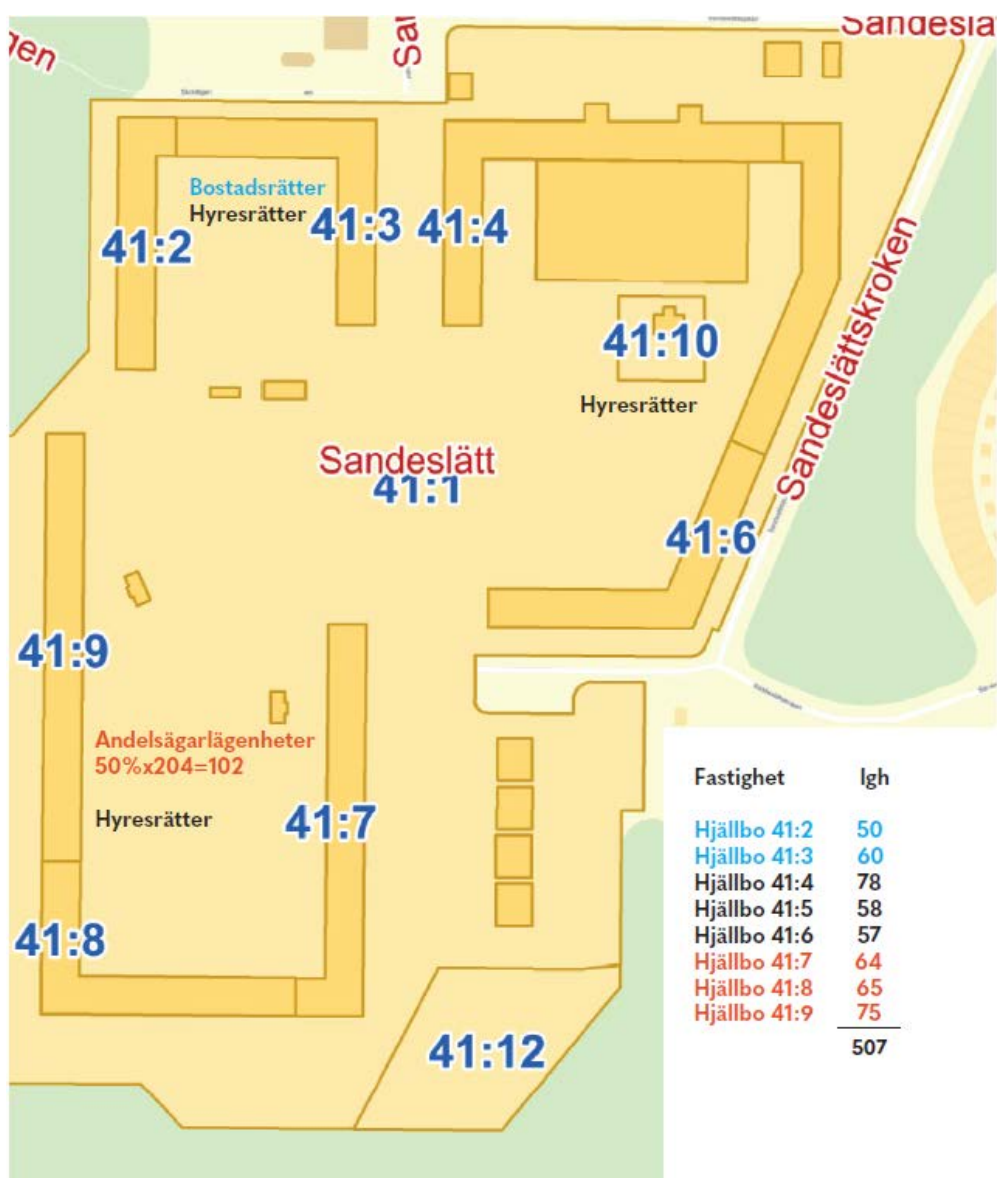 gen
San
Sandeslä
Bostadsrätter
Hyresrätter
41:2
41:3
41:4
41:10
Hyresrätter
Sandeslättskroken
Sandeslätt
41:1
41:6
41:9
Andelsägarlägenheter
50%x204=102
Hyresrätter
41:7
41:8
41:12
Fastighet lgh
Hjällbo 41:2 50
Hjällbo 41:3 60
Hjällbo 41:4 78
Hjällbo 41:5 58
Hjällbo 41:6 57
Hjällbo 41:7 64
Hjällbo 41:8 65
Hjällbo 41:9 75
507